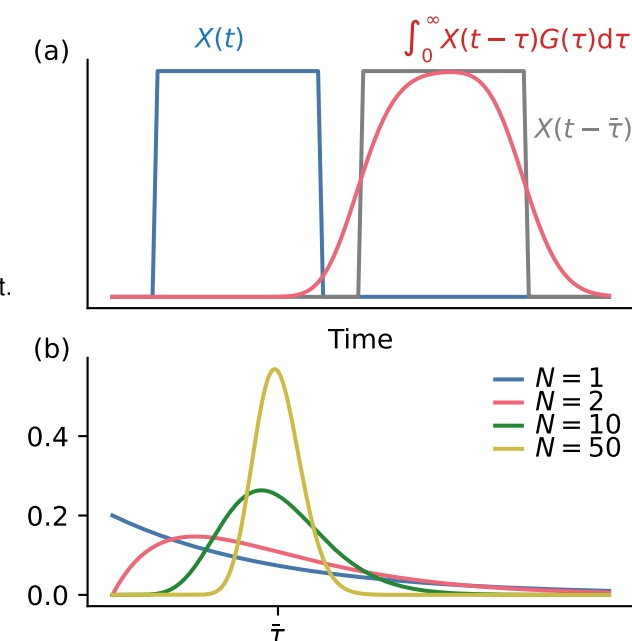 (a)
X(t)
∫₀^∞ X(t − τ)G(τ)dτ
X(t − τ̄)
t.
Time
(b)
N = 1
N = 2
N = 10
N = 50
0.4
0.2
0.0
τ̄